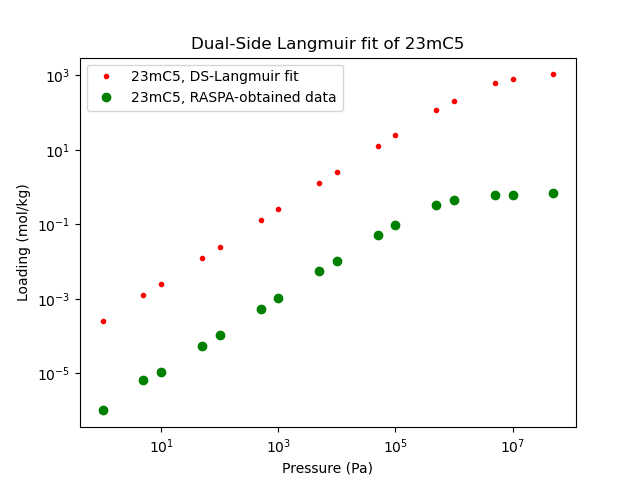 Dual-Side Langmuir fit of 23mC5
23mC5, DS-Langmuir fit
23mC5, RASPA-obtained data
Loading (mol/kg)
10³
10¹
10⁻¹
10⁻³
10⁻⁵
10¹ 10³ 10⁵ 10⁷
Pressure (Pa)